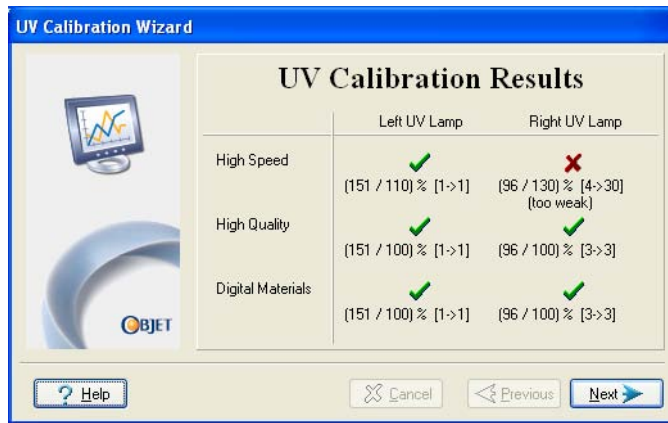 UV Calibration Wizard
UV Calibration Results
Left UV Lamp Right UV Lamp
High Speed
(151 / 110) % [1->1] (96 / 130) % [4->30]
(too weak)
High Quality
(151 / 100) % [1->1] (96 / 100) % [3->3]
Digital Materials
(151 / 100) % [1->1] (96 / 100) % [3->3]
OBJET
? Help Cancel Previous Next